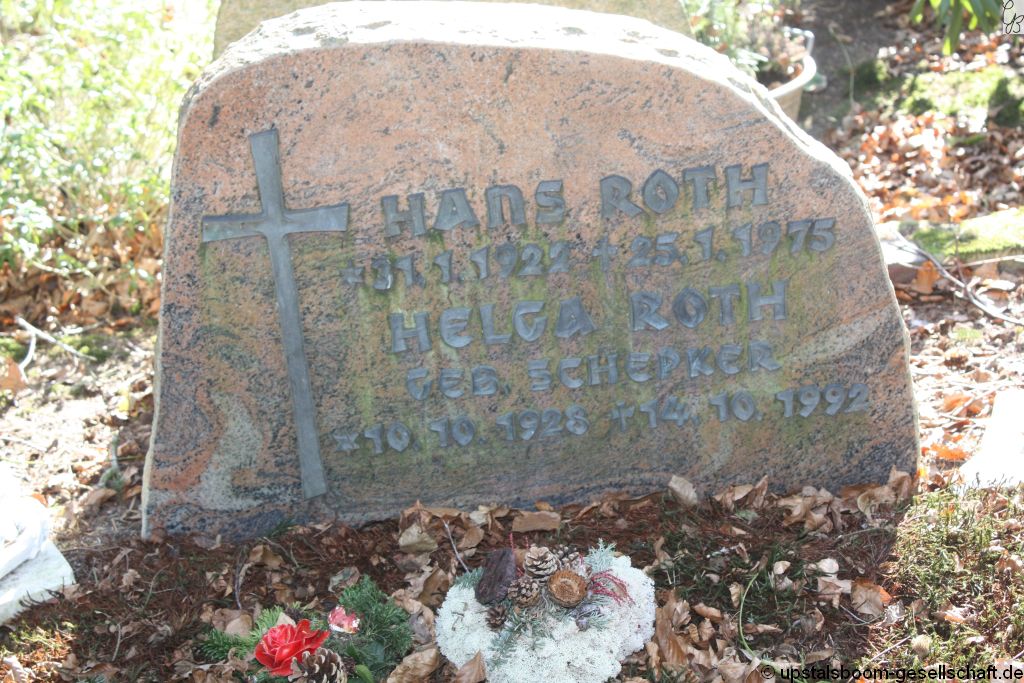 HANS ROTH
* 31. 1. 1922 + 25. 1. 1975
HELGA ROTH
GEB. SCHEPKER
* 10. 10. 1928 + 14. 10. 1992
© upstalsboom-gesellschaft.de